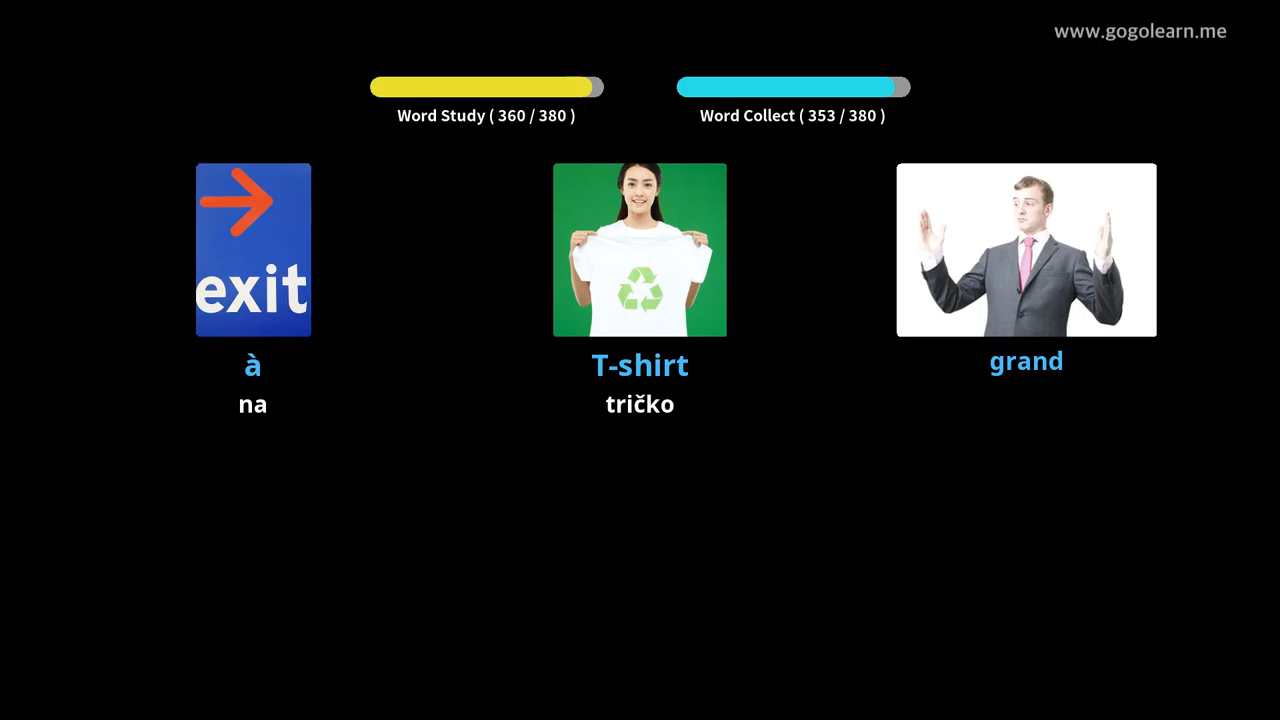 www.gogolearn.me
Word Study ( 360 / 380 )
Word Collect ( 353 / 380 )
exit
à
T-shirt
grand
na
tričko